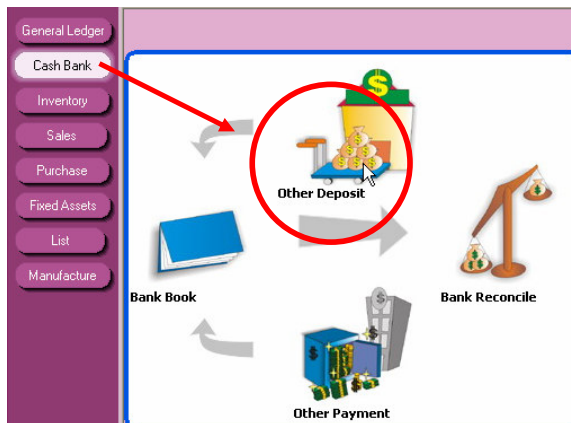 General Ledger
Cash Bank
Inventory
Sales
Purchase
Fixed Assets
List
Manufacture
Other Deposit
Bank Book
Bank Reconcile
Other Payment